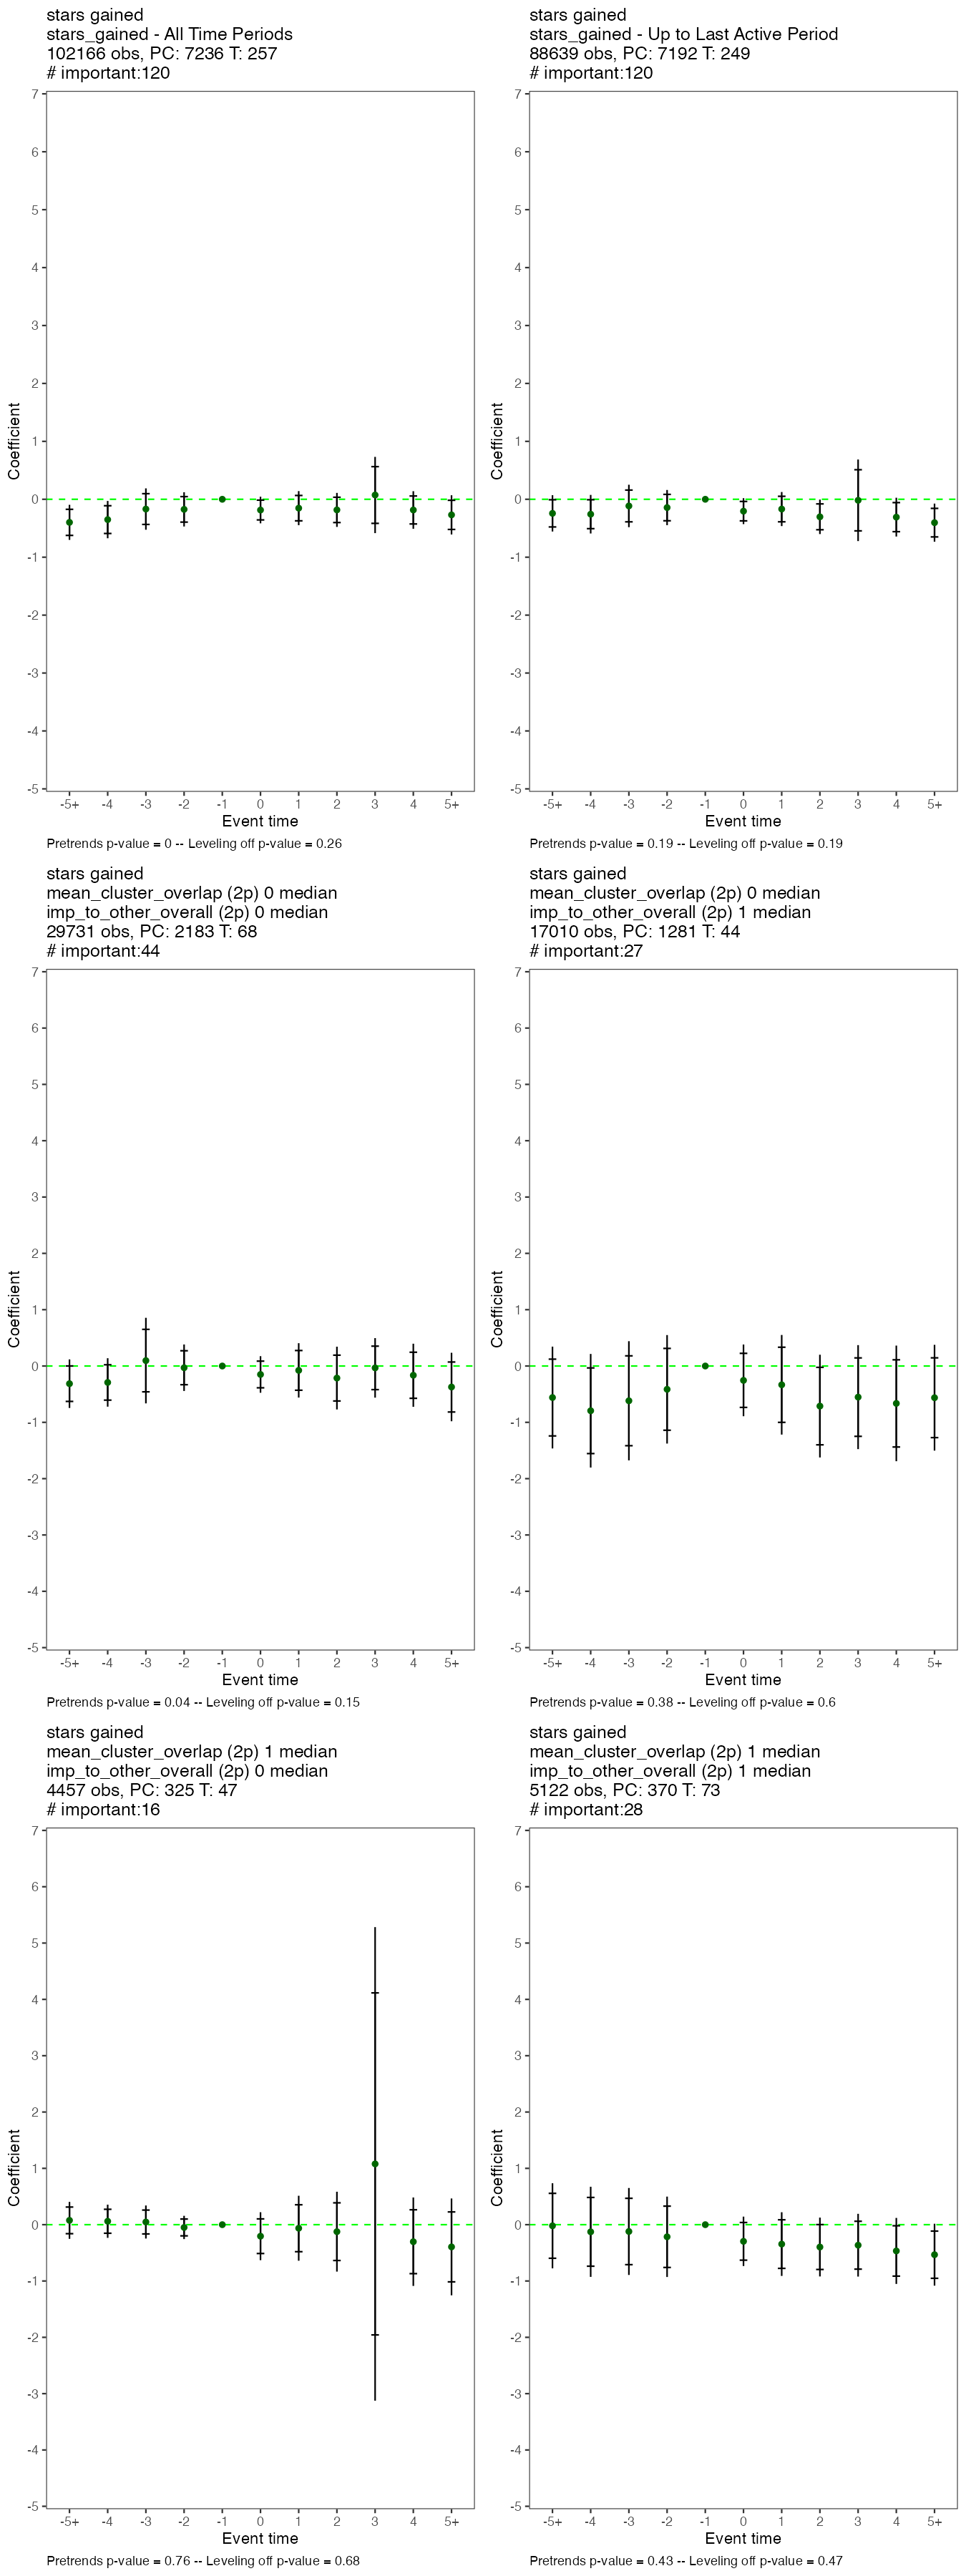 stars gained
stars_gained - All Time Periods
102166 obs, PC: 7236 T: 257
# important:120
7
6
5
4
3
2
1
0
-1
-2
-3
-4
-5
Coefficient
-5+ -4 -3 -2 -1 0 1 2 3 4 5+
Event time
Pretrends p-value = 0 -- Leveling off p-value = 0.26
stars gained
stars_gained - Up to Last Active Period
88639 obs, PC: 7192 T: 249
# important:120
7
6
5
4
3
2
1
0
-1
-2
-3
-4
-5
Coefficient
-5+ -4 -3 -2 -1 0 1 2 3 4 5+
Event time
Pretrends p-value = 0.19 -- Leveling off p-value = 0.19
stars gained
mean_cluster_overlap (2p) 0 median
imp_to_other_overall (2p) 0 median
29731 obs, PC: 2183 T: 68
# important:44
7
6
5
4
3
2
1
0
-1
-2
-3
-4
-5
Coefficient
-5+ -4 -3 -2 -1 0 1 2 3 4 5+
Event time
Pretrends p-value = 0.04 -- Leveling off p-value = 0.15
stars gained
mean_cluster_overlap (2p) 0 median
imp_to_other_overall (2p) 1 median
17010 obs, PC: 1281 T: 44
# important:27
7
6
5
4
3
2
1
0
-1
-2
-3
-4
-5
Coefficient
-5+ -4 -3 -2 -1 0 1 2 3 4 5+
Event time
Pretrends p-value = 0.38 -- Leveling off p-value = 0.6
stars gained
mean_cluster_overlap (2p) 1 median
imp_to_other_overall (2p) 0 median
4457 obs, PC: 325 T: 47
# important:16
7
6
5
4
3
2
1
0
-1
-2
-3
-4
-5
Coefficient
-5+ -4 -3 -2 -1 0 1 2 3 4 5+
Event time
Pretrends p-value = 0.76 -- Leveling off p-value = 0.68
stars gained
mean_cluster_overlap (2p) 1 median
imp_to_other_overall (2p) 1 median
5122 obs, PC: 370 T: 73
# important:28
7
6
5
4
3
2
1
0
-1
-2
-3
-4
-5
Coefficient
-5+ -4 -3 -2 -1 0 1 2 3 4 5+
Event time
Pretrends p-value = 0.43 -- Leveling off p-value = 0.47